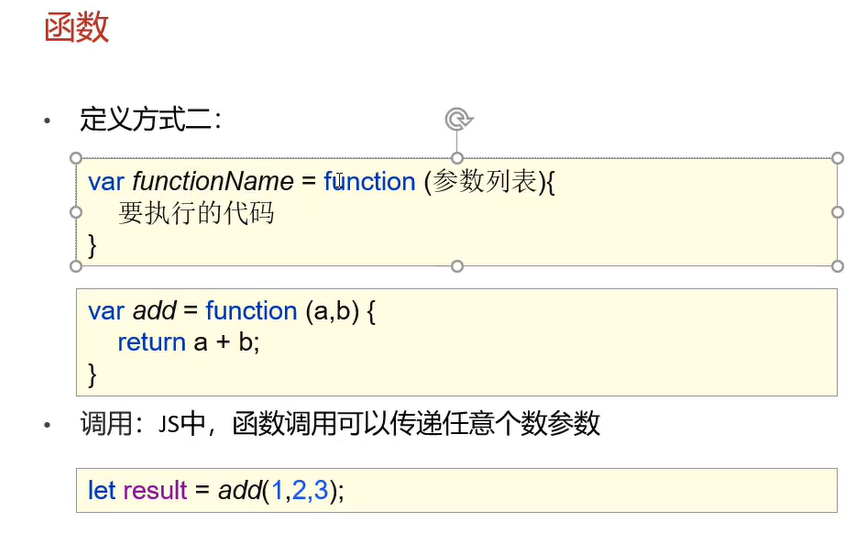 函数
• 定义方式二：
var functionName = function (参数列表){
要执行的代码
}
var add = function (a,b) {
return a + b;
}
• 调用：JS中，函数调用可以传递任意个数参数
let result = add(1,2,3);